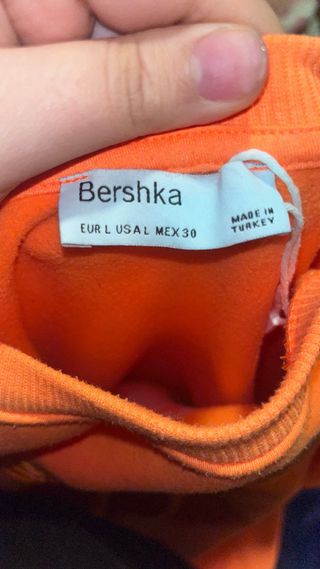 Bershka
EUR L USA L MEX 30
MADE IN
TURKEY